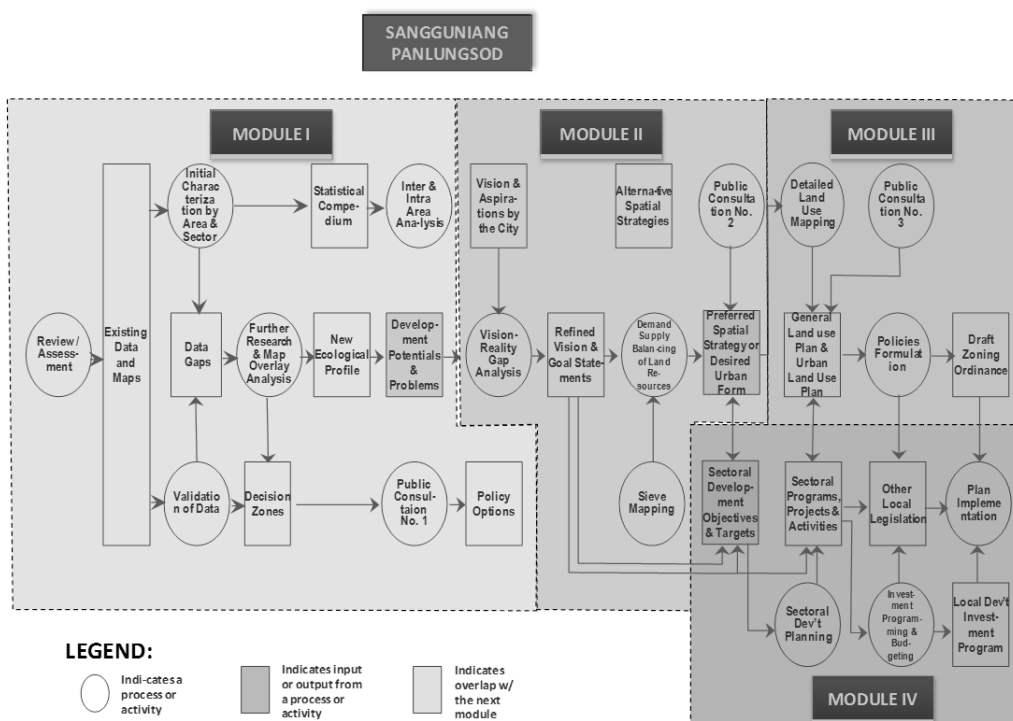 SANGGUNIANG
PANLUNGSOD
MODULE I
Review /
Assess-
ment
Existing
Data and
Maps
Initial
Charac-
terizatio
n by
Area &
Sector
Statistical
Compe-
dium
Inter &
Intra
Area
Ana-lysis
Data
Gaps
Further
Research
& Map
Overlay
Analysis
New
Ecological
Profile
Develop-
ment
Potentials
&
Problems
Validatio
n of Data
Decision
Zones
Public
Consul-
taion
No. 1
Policy
Options
MODULE II
Vision &
Aspira-
tions by
the City
Alterna-tive
Spatial
Strategies
Public
Consulta
tion No.
2
Vision-
Reality
Gap
Analysis
Refined
Vision &
Goal State-
ments
Demand
Supply
Balan-cing
of Land
Re-
sources
Preferred
Spatial
Strategy or
Desired
Urban
Form
Sieve
Mapping
MODULE III
Detailed
Land
Use
Mapping
Public
Consulta
tion No.
3
General
Land use
Plan &
Urban
Land Use
Plan
Policies
Formulat
ion
Draft
Zoning
Ordinance
Sectoral
Develop-
ment
Objectives
& Targets
Sectoral
Programs,
Projects &
Activities
Other
Local
Legislation
Plan
Impleme
ntation
Sectoral
Dev't
Planning
Investment
Program-
ming &
Bud-
geting
Local Dev't
Invest-
ment
Program
MODULE IV
LEGEND:
Indi-cates a
process or
activity
Indicates input
or output from
a process or
activity
Indicates
overlap w/
the next
module